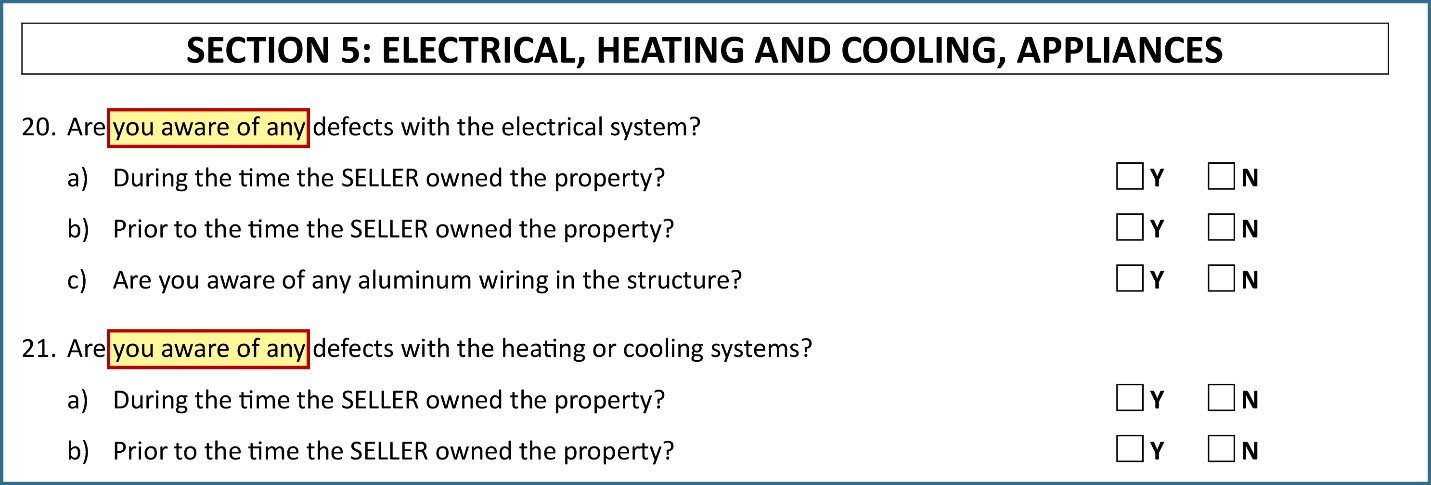 SECTION 5: ELECTRICAL, HEATING AND COOLING, APPLIANCES
20. Are you aware of any defects with the electrical system?
a) During the time the SELLER owned the property? Y N
b) Prior to the time the SELLER owned the property? Y N
c) Are you aware of any aluminum wiring in the structure? Y N
21. Are you aware of any defects with the heating or cooling systems?
a) During the time the SELLER owned the property? Y N
b) Prior to the time the SELLER owned the property? Y N